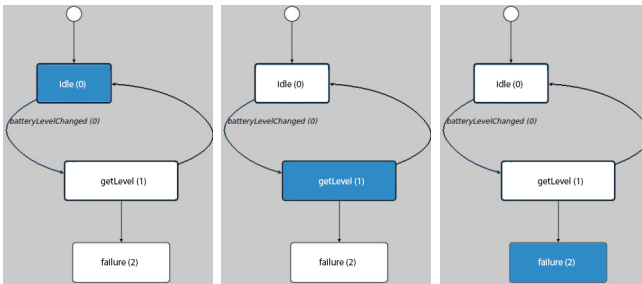 Idle (0)
batteryLevelChanged (0)
getLevel (1)
failure (2)
Idle (0)
batteryLevelChanged (0)
getLevel (1)
failure (2)
Idle (0)
batteryLevelChanged (0)
getLevel (1)
failure (2)